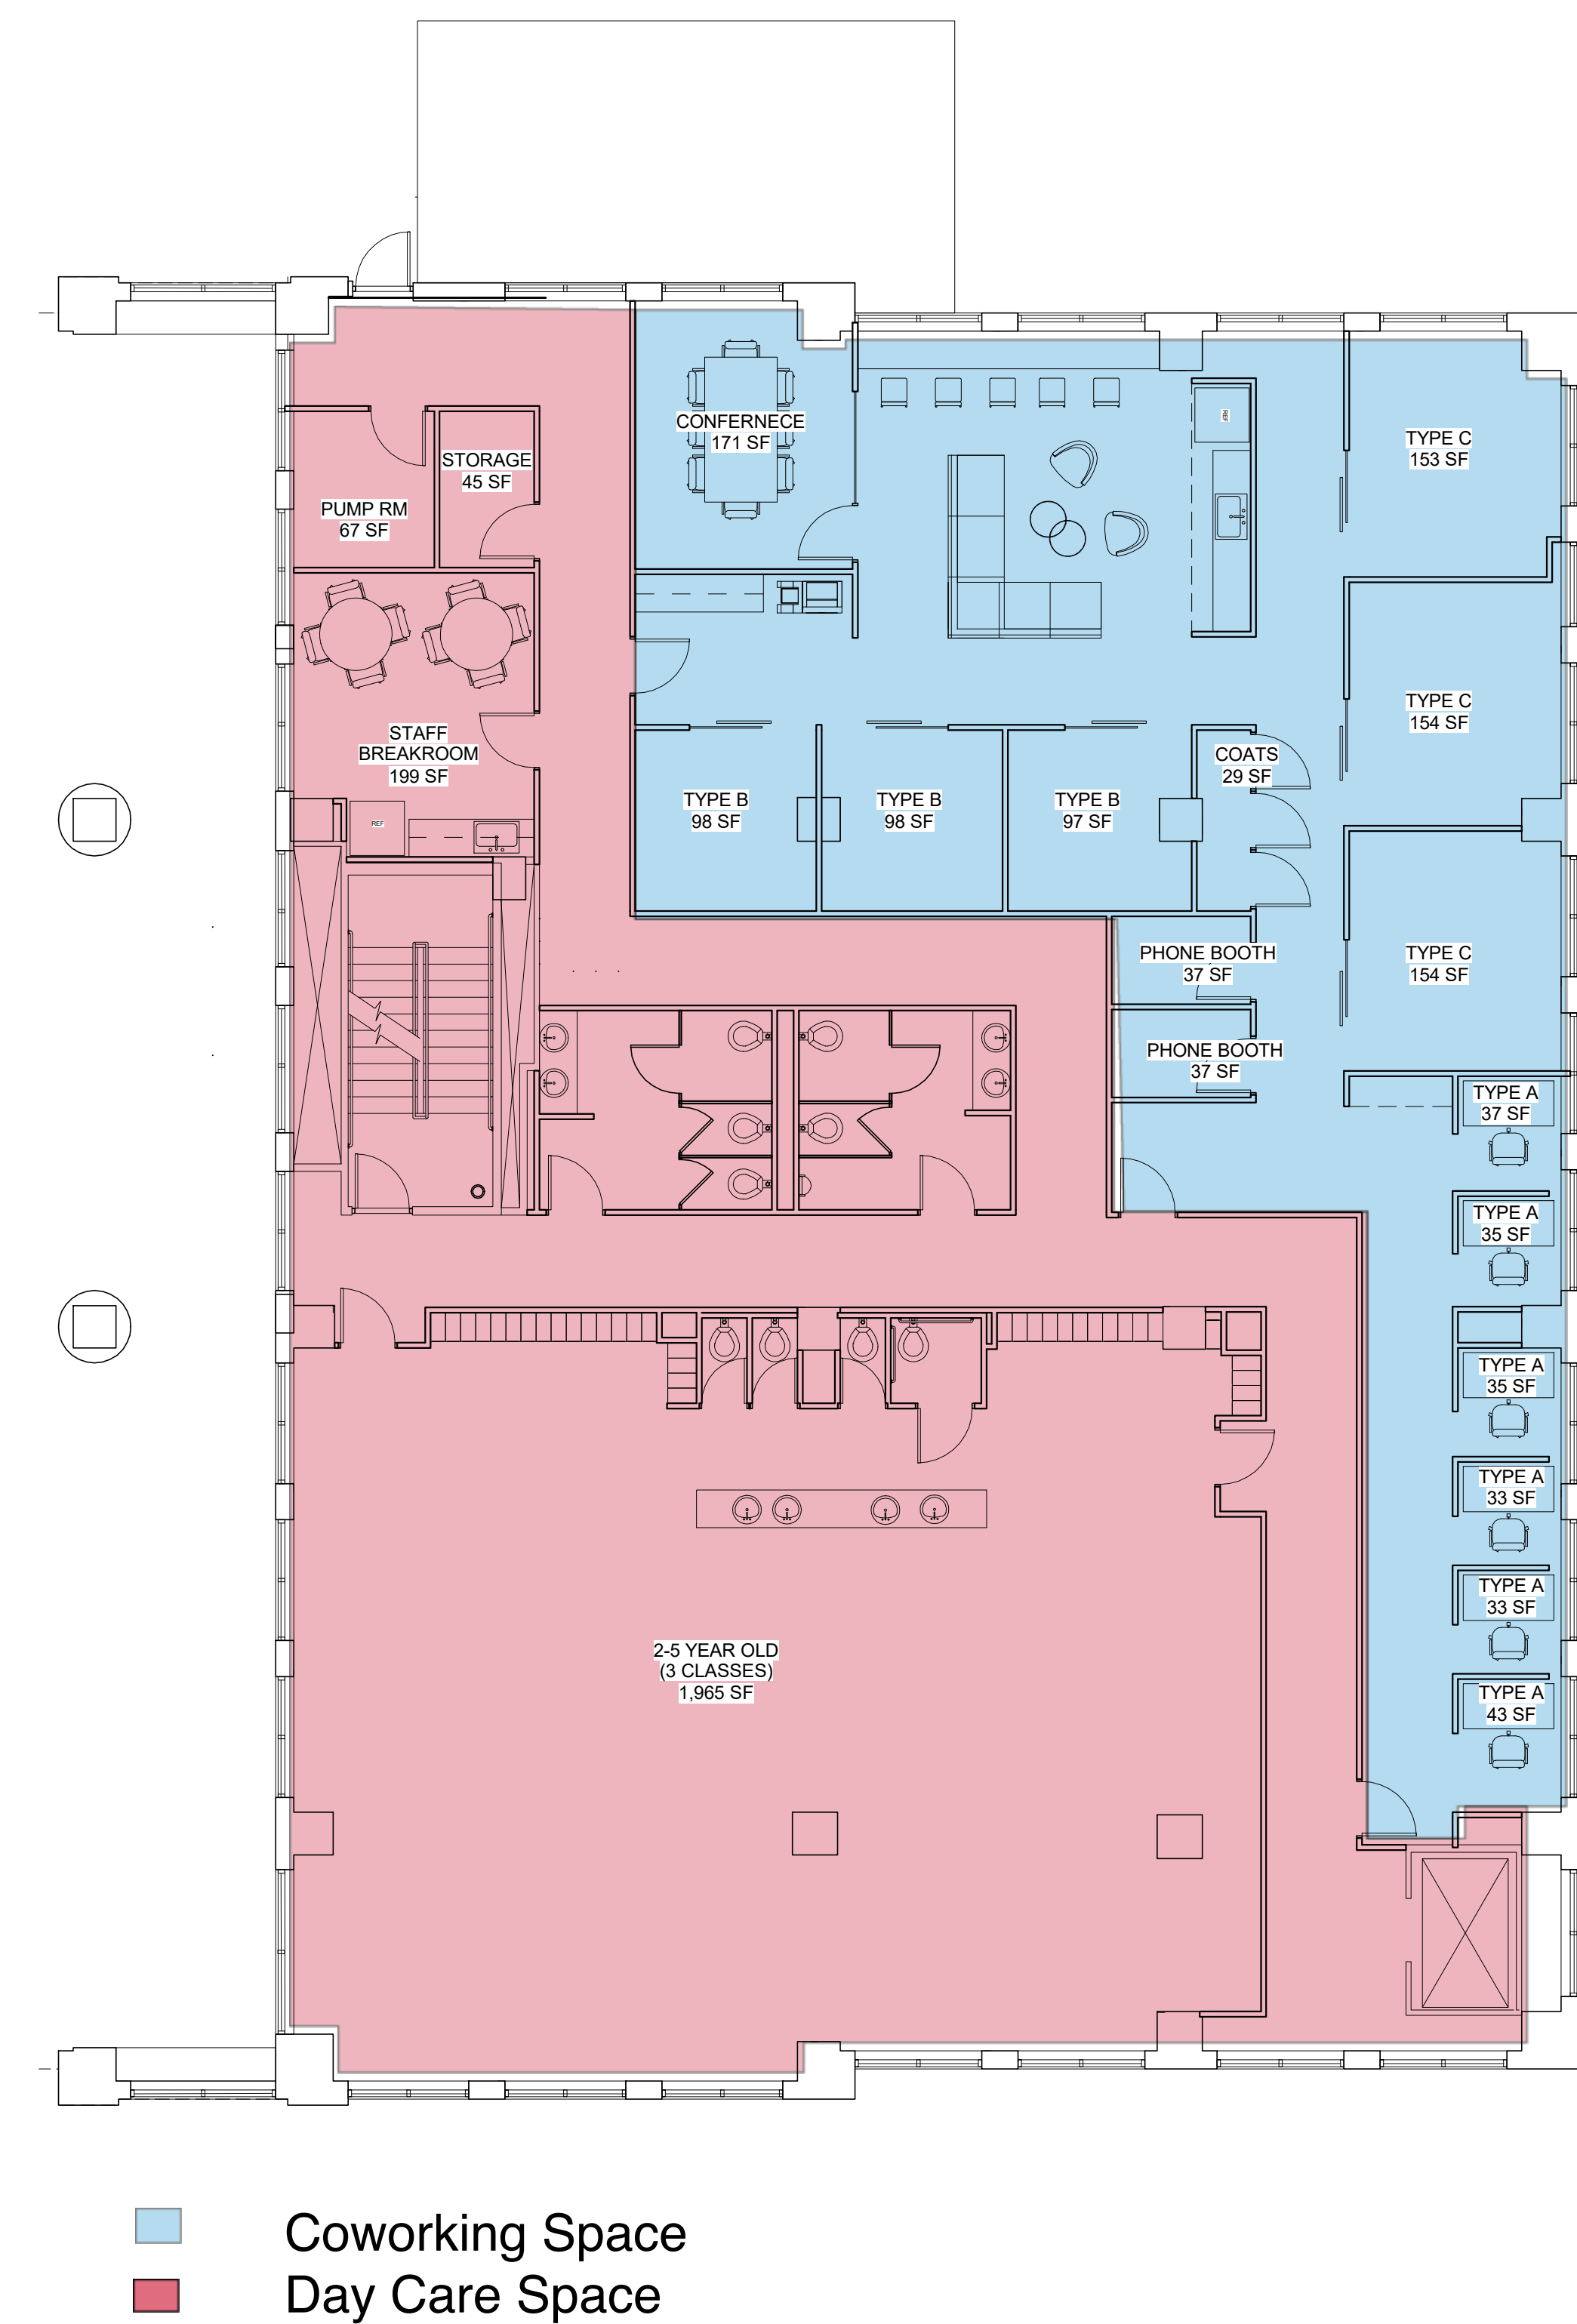 CONFERNECE
171 SF
REF
TYPE C
153 SF
STORAGE
45 SF
PUMP RM
67 SF
TYPE C
154 SF
STAFF
BREAKROOM
199 SF
COATS
29 SF
TYPE B
98 SF
TYPE B
98 SF
TYPE B
97 SF
REF
PHONE BOOTH
37 SF
TYPE C
154 SF
PHONE BOOTH
37 SF
TYPE A
37 SF
TYPE A
35 SF
TYPE A
35 SF
TYPE A
33 SF
TYPE A
33 SF
2-5 YEAR OLD
(3 CLASSES)
1,965 SF
TYPE A
43 SF
Coworking Space
Day Care Space